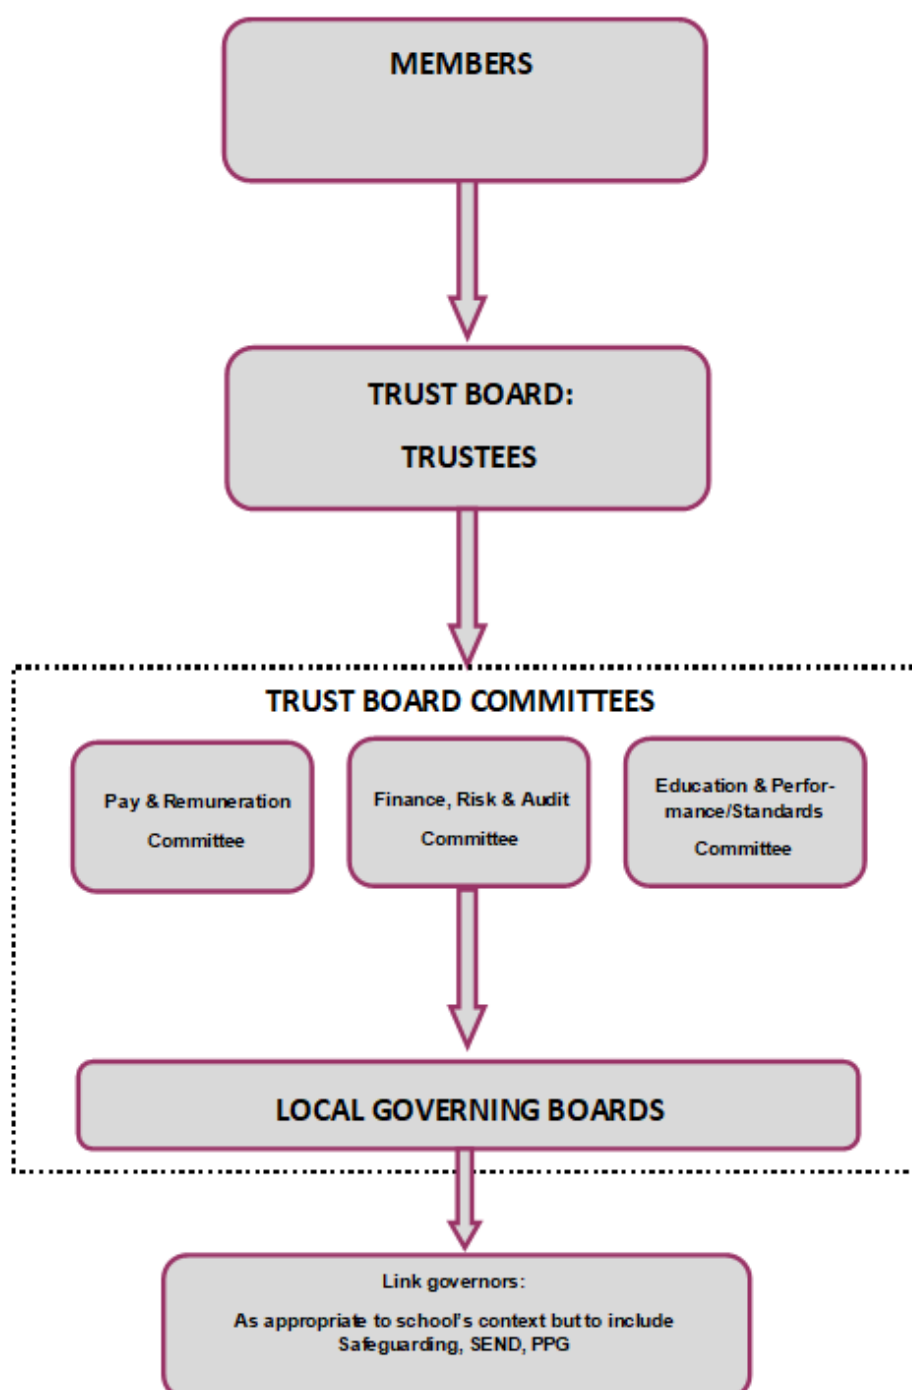 MEMBERS
TRUST BOARD:
TRUSTEES
TRUST BOARD COMMITTEES
Pay & Remuneration
Committee
Finance, Risk & Audit
Committee
Education & Perfor-
mance/Standards
Committee
LOCAL GOVERNING BOARDS
Link governors:
As appropriate to school's context but to include
Safeguarding, SEND, PPG